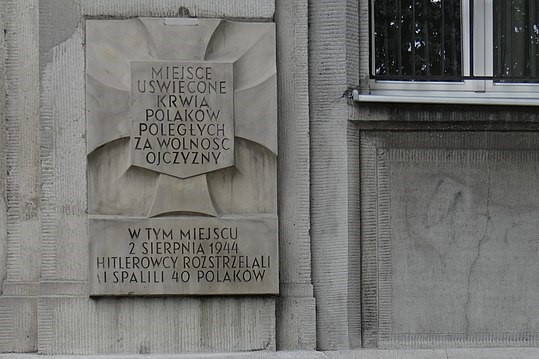 MIEJSCE
UŚWIĘCONE
KRWIĄ
POLAKÓW
POLEGŁYCH
ZA WOLNOŚĆ
OJCZYZNY
W TYM MIEJSCU
2 SIERPNIA 1944
HITLEROWCY ROZSTRZELALI
I SPALILI 40 POLAKÓW